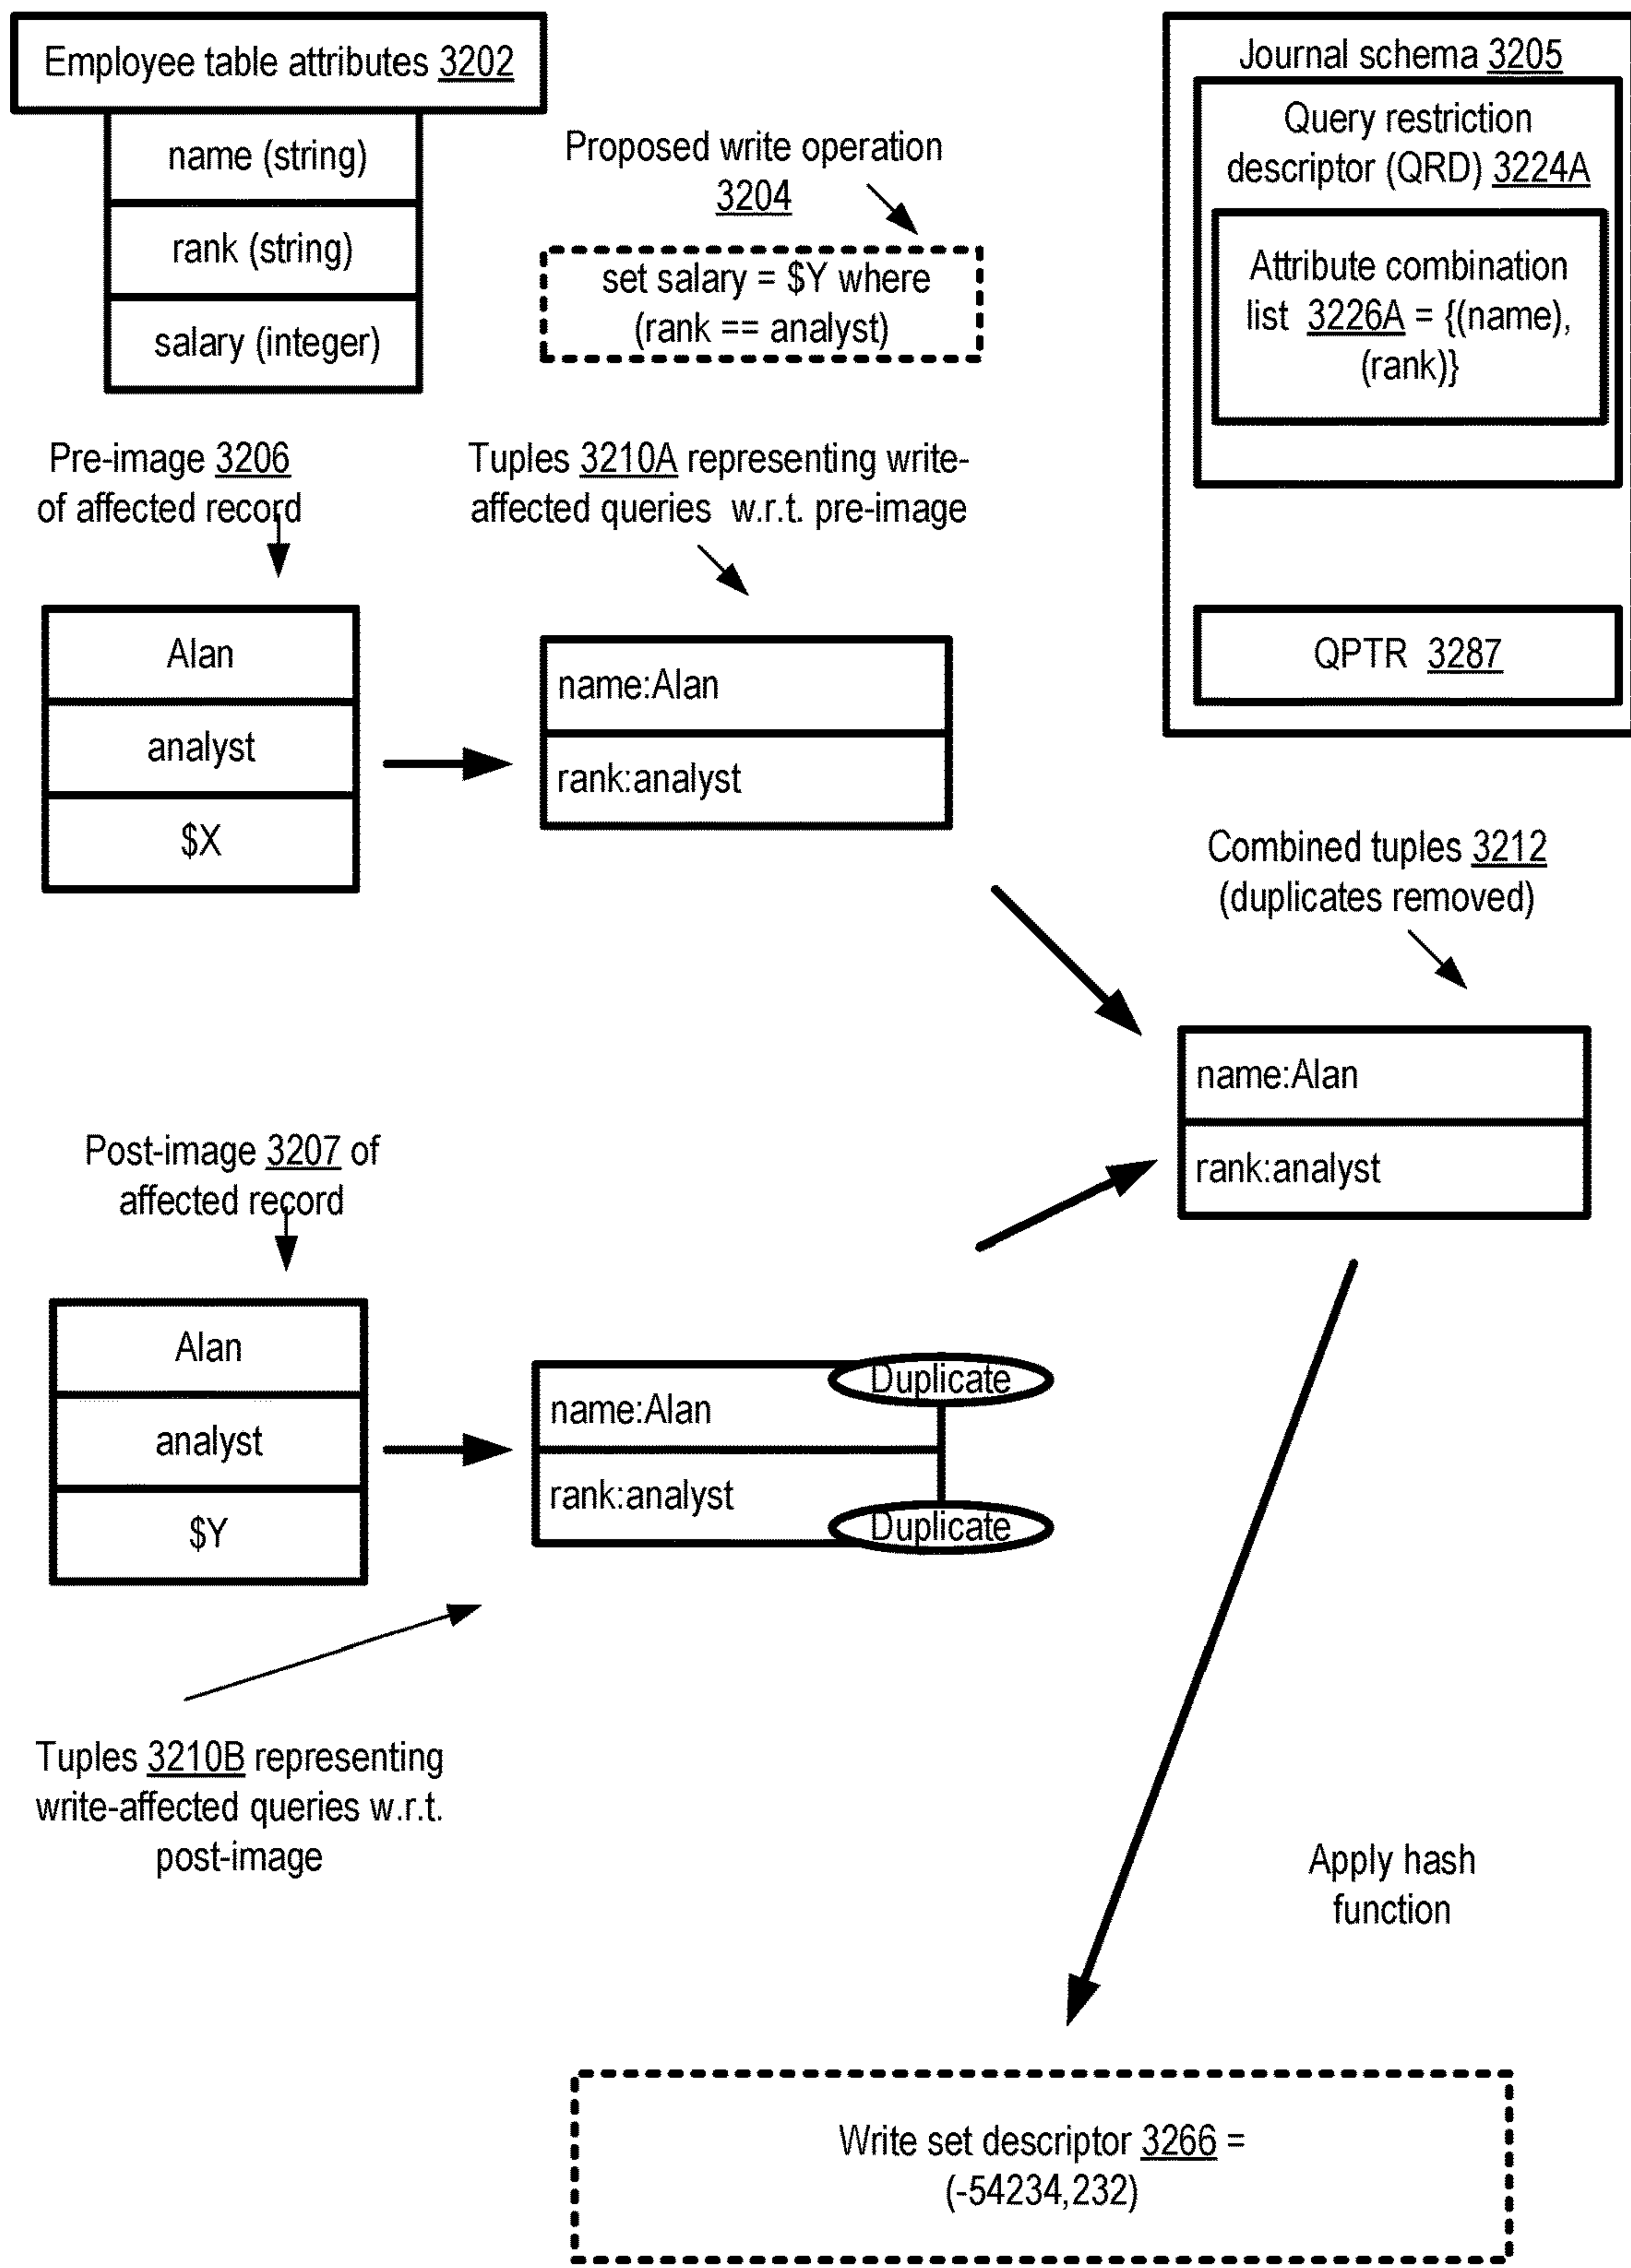 Employee table attributes 3202
name (string)
rank (string)
salary (integer)
Proposed write operation
3204
set salary = $Y where
(rank == analyst)
Journal schema 3205
Query restriction
descriptor (QRD) 3224A
Attribute combination
list 3226A = {(name),
(rank)}
QPTR 3287
Pre-image 3206
of affected record
Alan
analyst
$X
Tuples 3210A representing write-
affected queries w.r.t. pre-image
name:Alan
rank:analyst
Combined tuples 3212
(duplicates removed)
name:Alan
rank:analyst
Post-image 3207 of
affected record
Alan
analyst
$Y
Duplicate
name:Alan
rank:analyst
Duplicate
Tuples 3210B representing
write-affected queries w.r.t.
post-image
Apply hash
function
Write set descriptor 3266 =
(-54234,232)